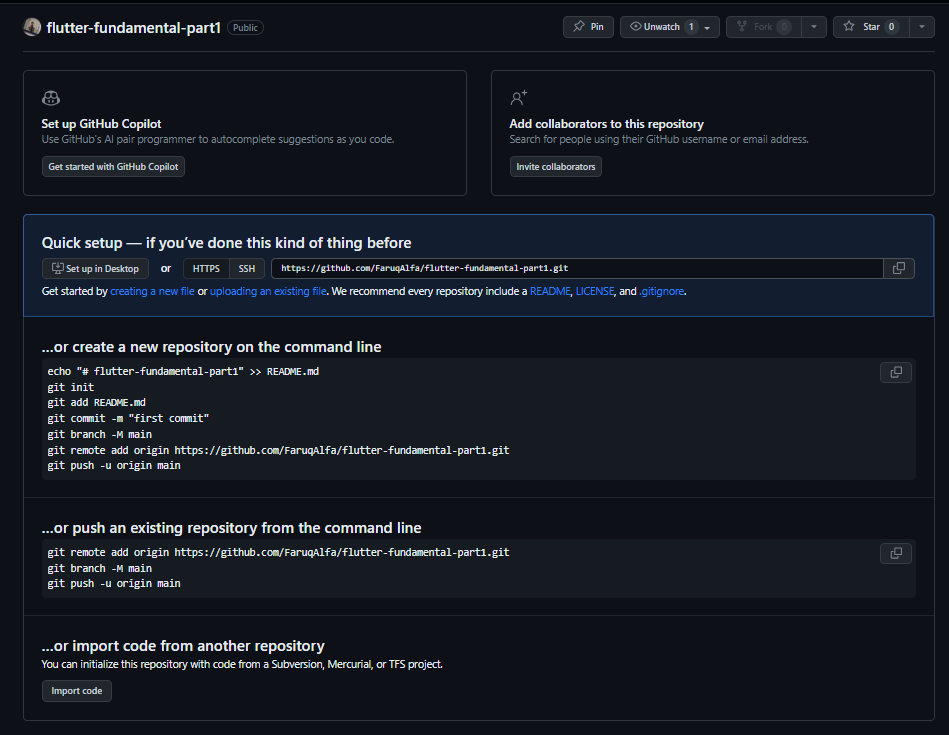 flutter-fundamental-part1 Public Pin Unwatch 1 Fork 0 Star 0
Set up GitHub Copilot
Use GitHub's AI pair programmer to autocomplete suggestions as you code.
Get started with GitHub Copilot
Add collaborators to this repository
Search for people using their GitHub username or email address.
Invite collaborators
Quick setup — if you've done this kind of thing before
Set up in Desktop or HTTPS SSH https://github.com/FaruqAlfa/flutter-fundamental-part1.git
Get started by creating a new file or uploading an existing file. We recommend every repository include a README, LICENSE, and .gitignore.
...or create a new repository on the command line
echo "# flutter-fundamental-part1" >> README.md
git init
git add README.md
git commit -m "first commit"
git branch -M main
git remote add origin https://github.com/FaruqAlfa/flutter-fundamental-part1.git
git push -u origin main
...or push an existing repository from the command line
git remote add origin https://github.com/FaruqAlfa/flutter-fundamental-part1.git
git branch -M main
git push -u origin main
...or import code from another repository
You can initialize this repository with code from a Subversion, Mercurial, or TFS project.
Import code